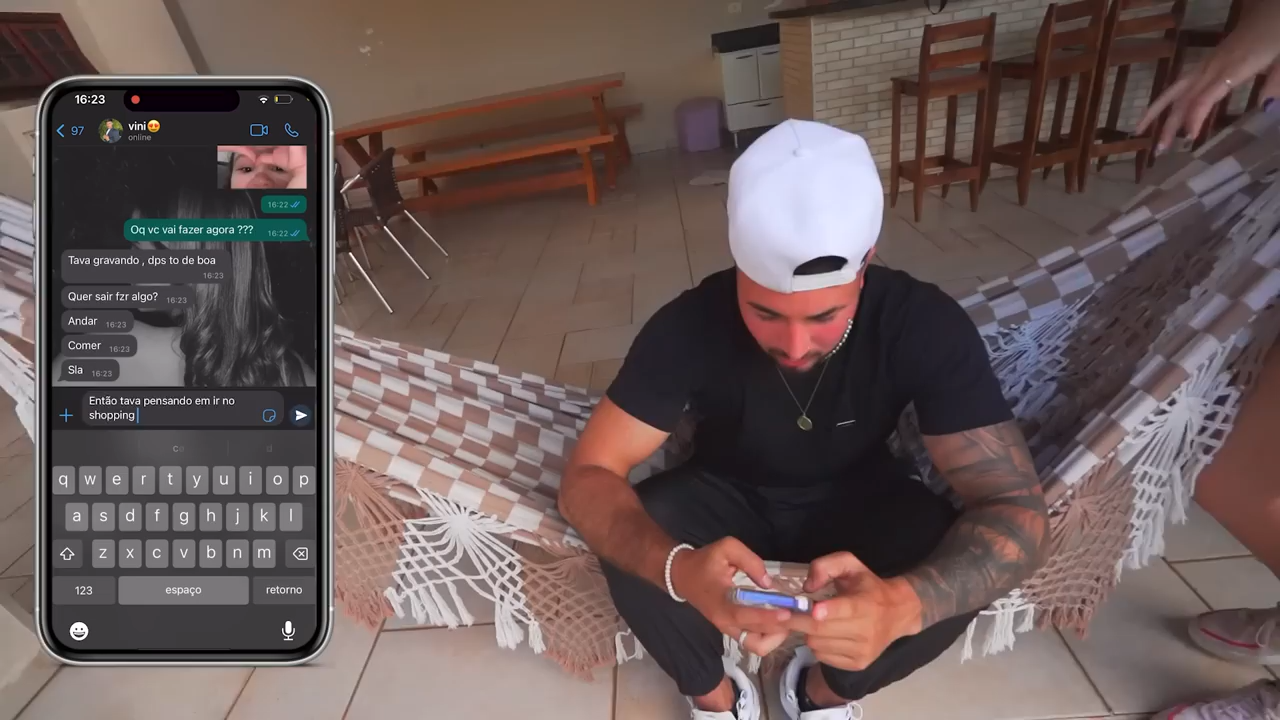 16:23
97
vini😍
online
16:22
Oq vc vai fazer agora ???
16:22
Tava gravando , dps to de boa
16:23
Quer sair fzr algo?
16:23
Andar
16:23
Comer
16:23
Sla
16:23
Então tava pensando em ir no
shopping
q w e r t y u i o p
a s d f g h j k l
z x c v b n m
123
espaço
retorno